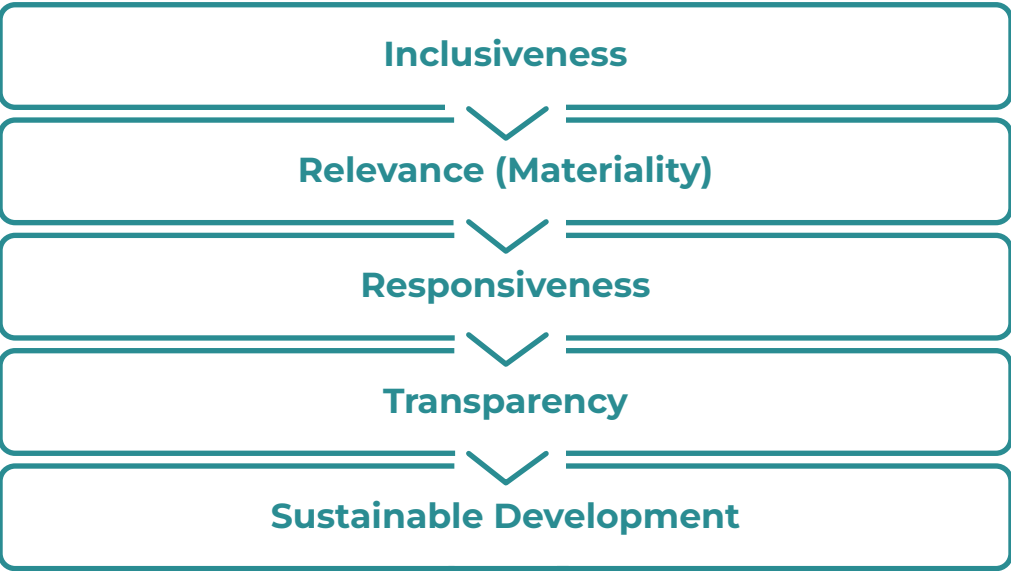 Inclusiveness
Relevance (Materiality)
Responsiveness
Transparency
Sustainable Development